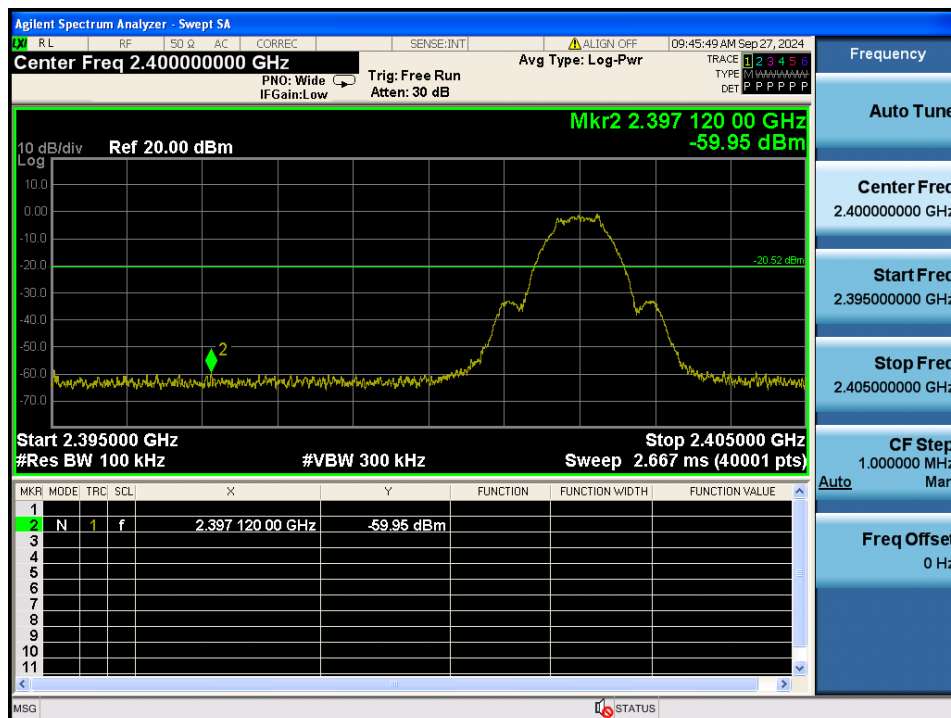 Agilent Spectrum Analyzer - Swept SA
LXI RL RF 50 Ω AC CORREC SENSE:INT ALIGN OFF 09:45:49 AM Sep 27, 2024
Center Freq 2.400000000 GHz
PNO: Wide
IFGain:Low
Trig: Free Run
Atten: 30 dB
Avg Type: Log-Pwr
TRACE 1 2 3 4 5 6
TYPE M
DET P P P P P P
Mkr2 2.397 120 00 GHz
-59.95 dBm
10 dB/div Ref 20.00 dBm
Log
10.0
0.00
-10.0
-20.0
-20.52 dBm
-30.0
-40.0
-50.0
2
-60.0
-70.0
Start 2.395000 GHz Stop 2.405000 GHz
#Res BW 100 kHz #VBW 300 kHz Sweep 2.667 ms (40001 pts)
MKR MODE TRC SCL X Y FUNCTION FUNCTION WIDTH FUNCTION VALUE
1
2 N 1 f 2.397 120 00 GHz -59.95 dBm
3
4
5
6
7
8
9
10
11
MSG STATUS
Frequency
Auto Tune
Center Freq
2.400000000 GHz
Start Freq
2.395000000 GHz
Stop Freq
2.405000000 GHz
CF Step
1.000000 MHz
Auto Man
Freq Offset
0 Hz